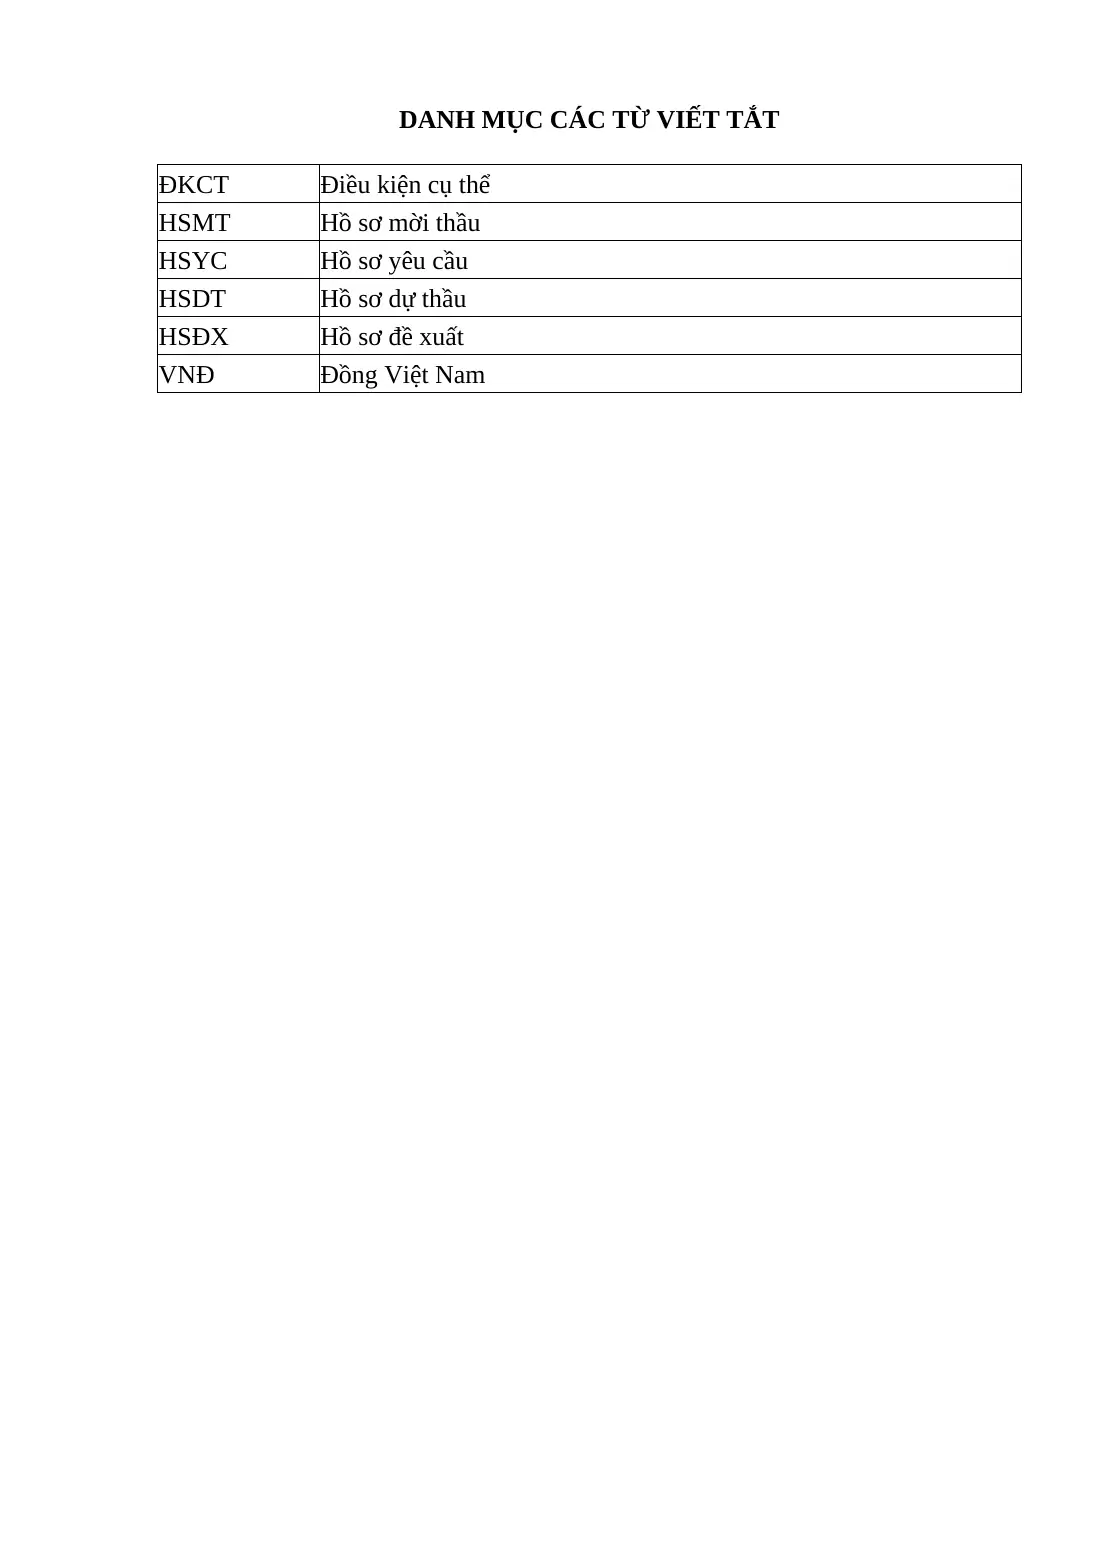 DANH MỤC CÁC TỪ VIẾT TẮT
ĐKCT Điều kiện cụ thể
HSMT Hồ sơ mời thầu
HSYC Hồ sơ yêu cầu
HSDT Hồ sơ dự thầu
HSĐX Hồ sơ đề xuất
VNĐ Đồng Việt Nam